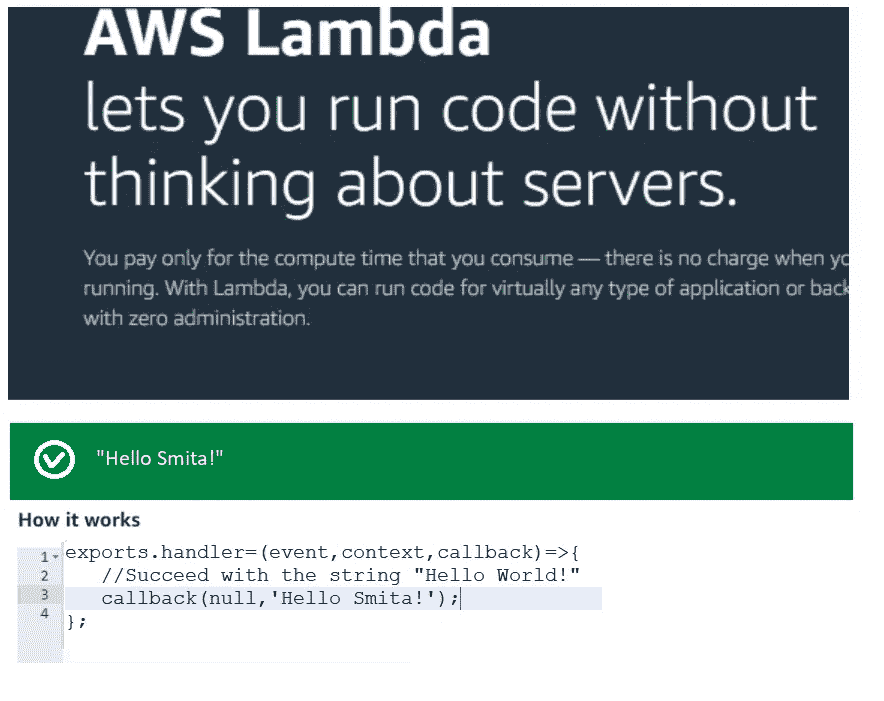 AWS Lambda
lets you run code without
thinking about servers.
You pay only for the compute time that you consume — there is no charge when yo
running. With Lambda, you can run code for virtually any type of application or back
with zero administration.
"Hello Smita!"
How it works
1 exports.handler=(event,context,callback)=>{
2 //Succeed with the string "Hello World!"
3 callback(null,'Hello Smita!');
4 };